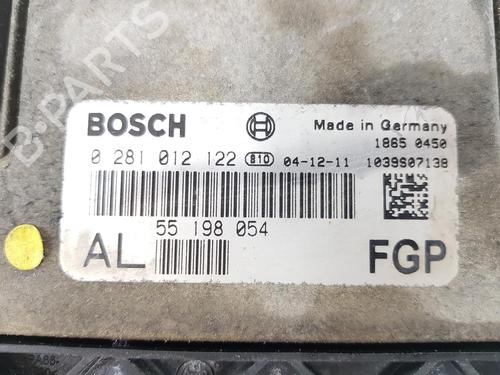 B-PARTS
BOSCH
Made in Germany
1865 0450
0 281 012 122 810 04-12-11 1039S07138
55 198 054
AL
FGP